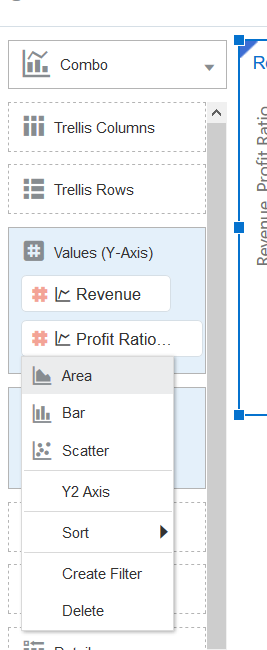 Combo
Trellis Columns
Trellis Rows
Values (Y-Axis)
Revenue
Profit Ratio...
Area
Bar
Scatter
Y2 Axis
Sort
Create Filter
Delete
Re
Revenue, Profit Ratio